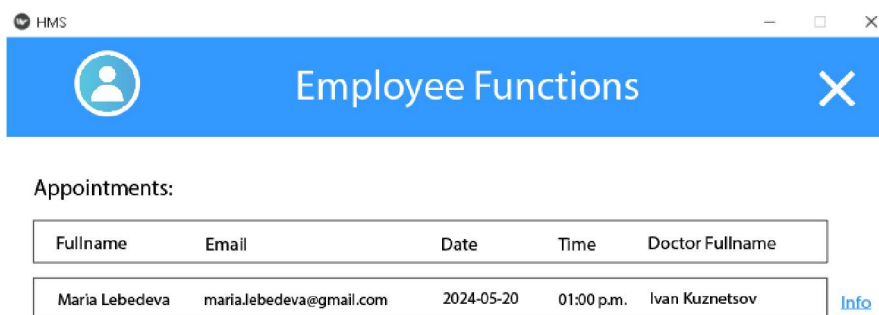 HMS
Employee Functions
Appointments:
Fullname Email Date Time Doctor Fullname
Maria Lebedeva maria.lebedeva@gmail.com 2024-05-20 01:00 p.m. Ivan Kuznetsov Info